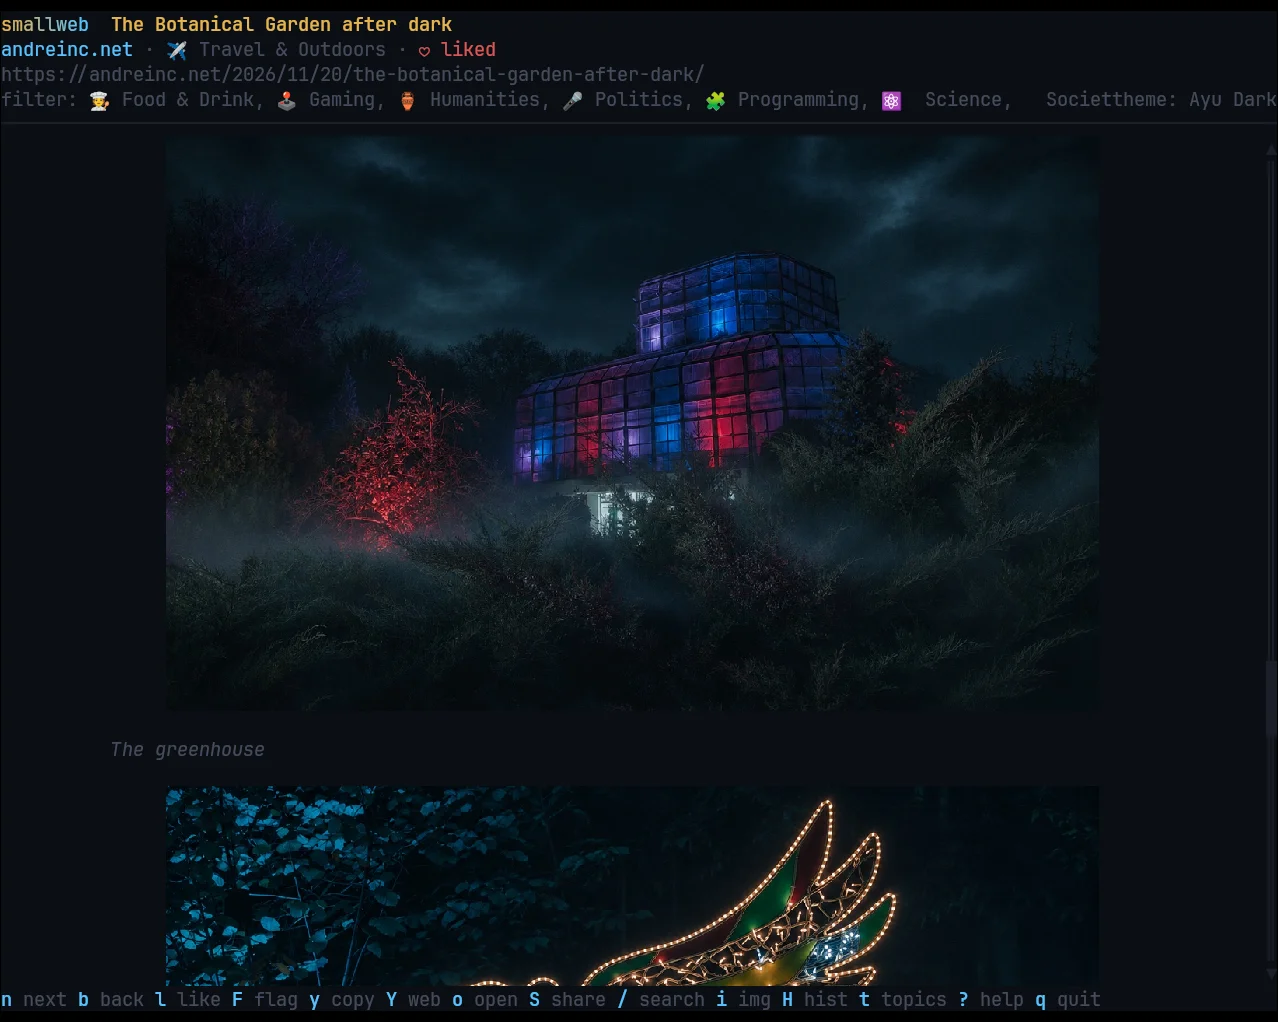 smallweb The Botanical Garden after dark
andreinc.net · ✈️ Travel & Outdoors · ♡ liked
https://andreinc.net/2026/11/20/the-botanical-garden-after-dark/
filter: 👨‍🍳 Food & Drink, 🕹️ Gaming, 🏺 Humanities, 🎤 Politics, 🧩 Programming, ⚛️ Science, Societtheme: Ayu Dark
The greenhouse
n next b back l like F flag y copy Y web o open S share / search i img H hist t topics ? help q quit